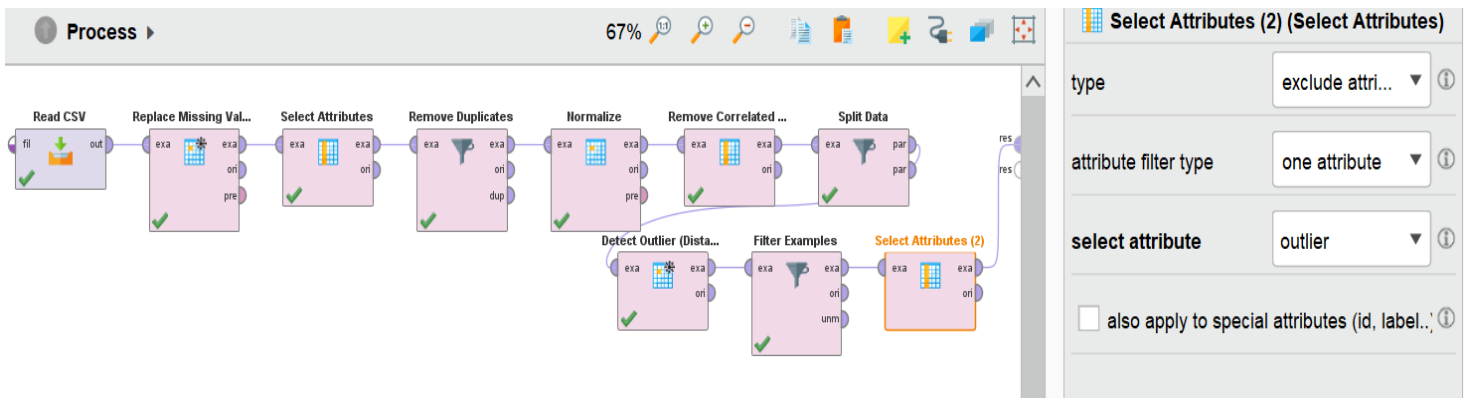 Process
67%
Select Attributes (2) (Select Attributes)
type
exclude attri...
attribute filter type
one attribute
select attribute
outlier
also apply to special attributes (id, label..)
Read CSV
fil
out
Replace Missing Val...
exa
exa
ori
pre
Select Attributes
exa
exa
ori
Remove Duplicates
exa
exa
ori
dup
Normalize
exa
exa
ori
pre
Remove Correlated ...
exa
exa
ori
Split Data
exa
par
par
res
res
Detect Outlier (Dista...
exa
exa
ori
Filter Examples
exa
exa
ori
unm
Select Attributes (2)
exa
exa
ori